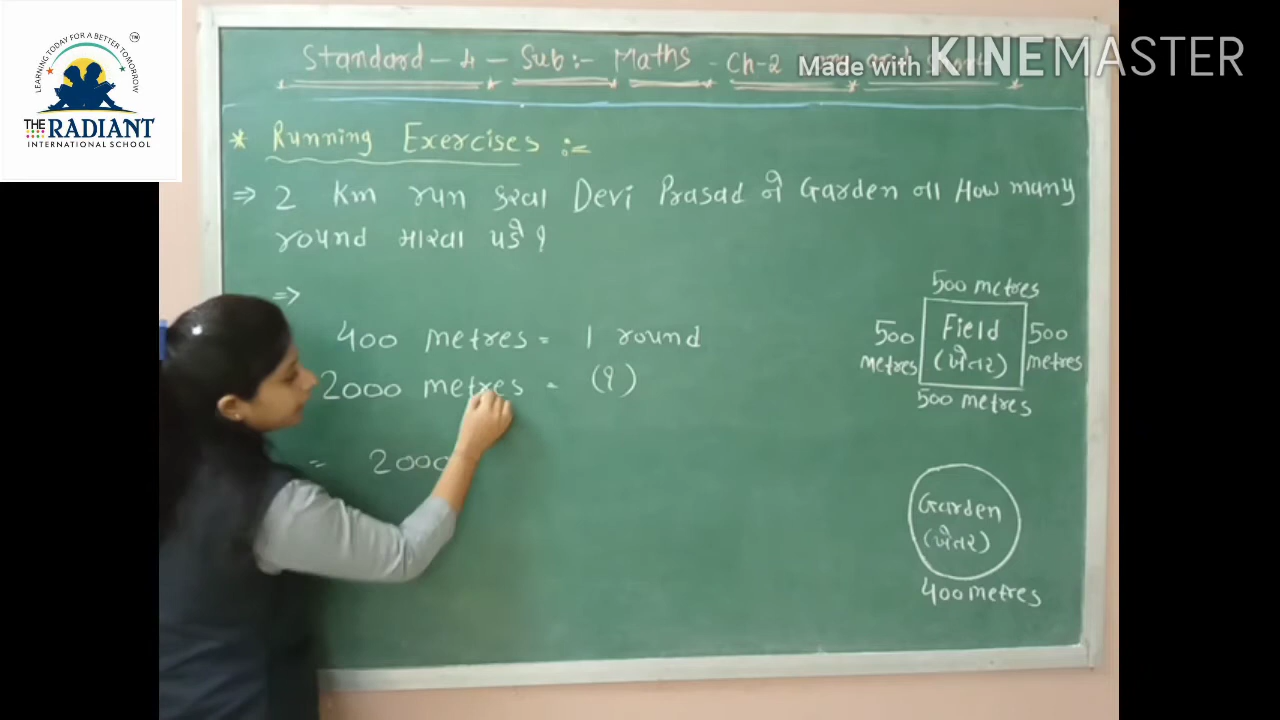 LEARNING TODAY FOR A BETTER TOMORROW
TM
THE RADIANT
INTERNATIONAL SCHOOL
Made with KINEMASTER
Standard - 4 - Sub:- Maths - Ch-2
* Running Exercises :-
⇒ 2 Km run કરવા Devi Prasad ને Garden ના How many
round મારવા પડે ?
⇒
400 metres = 1 round
2000 metres = (?)
= 2000
500 metres
500 metres
Field
(ખેતર)
500 metres
500 metres
Garden
(ખેતર)
400 metres